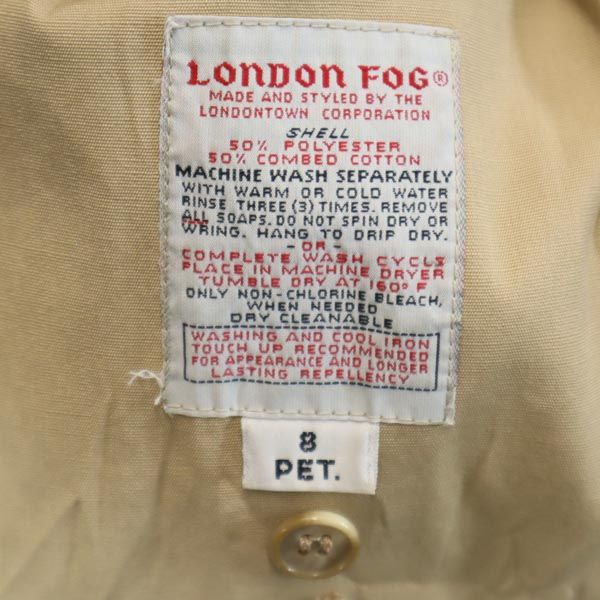 LONDON FOG®
MADE AND STYLED BY THE
LONDONTOWN CORPORATION
SHELL
50% POLYESTER
50% COMBED COTTON
MACHINE WASH SEPARATELY
WITH WARM OR COLD WATER
RINSE THREE (3) TIMES. REMOVE
ALL SOAPS. DO NOT SPIN DRY OR
WRING. HANG TO DRIP DRY.
- OR -
COMPLETE WASH CYCLE
PLACE IN MACHINE DRYER
TUMBLE DRY AT 160° F
ONLY NON-CHLORINE BLEACH,
WHEN NEEDED
DRY CLEANABLE
WASHING AND COOL IRON
TOUCH UP RECOMMENDED
FOR APPEARANCE AND LONGER
LASTING REPELLENCY
8
PET.